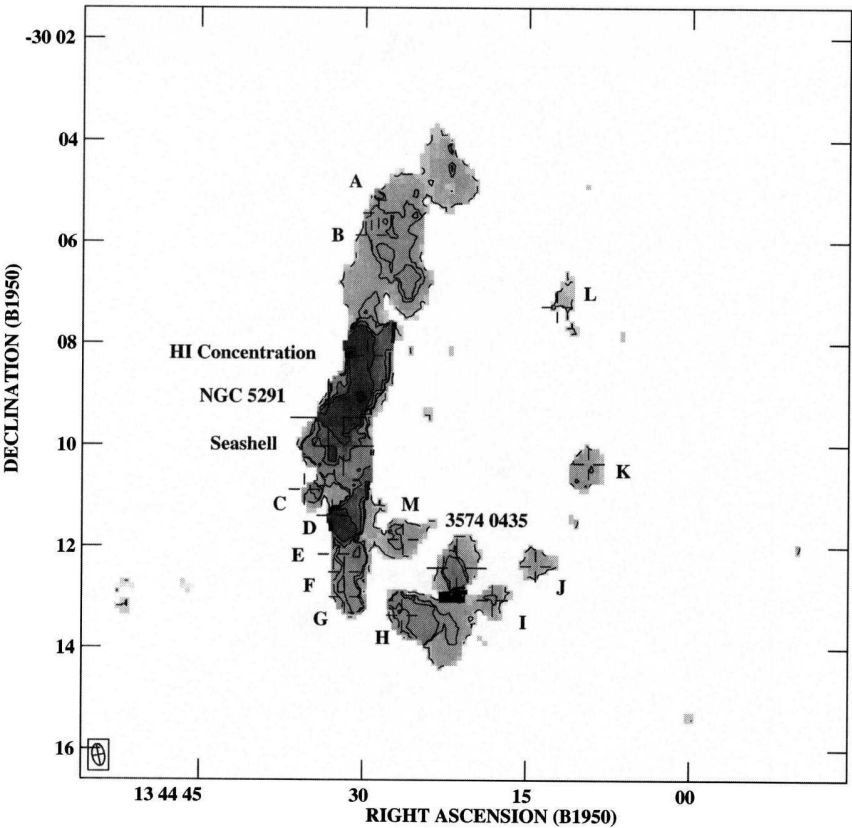 -30 02
04
A
B
06
L
08
HI Concentration
NGC 5291
10
Seashell
K
C
M
3574 0435
D
12
E
J
F
G
I
H
14
16
13 44 45
30
15
00
RIGHT ASCENSION (B1950)
DECLINATION (B1950)